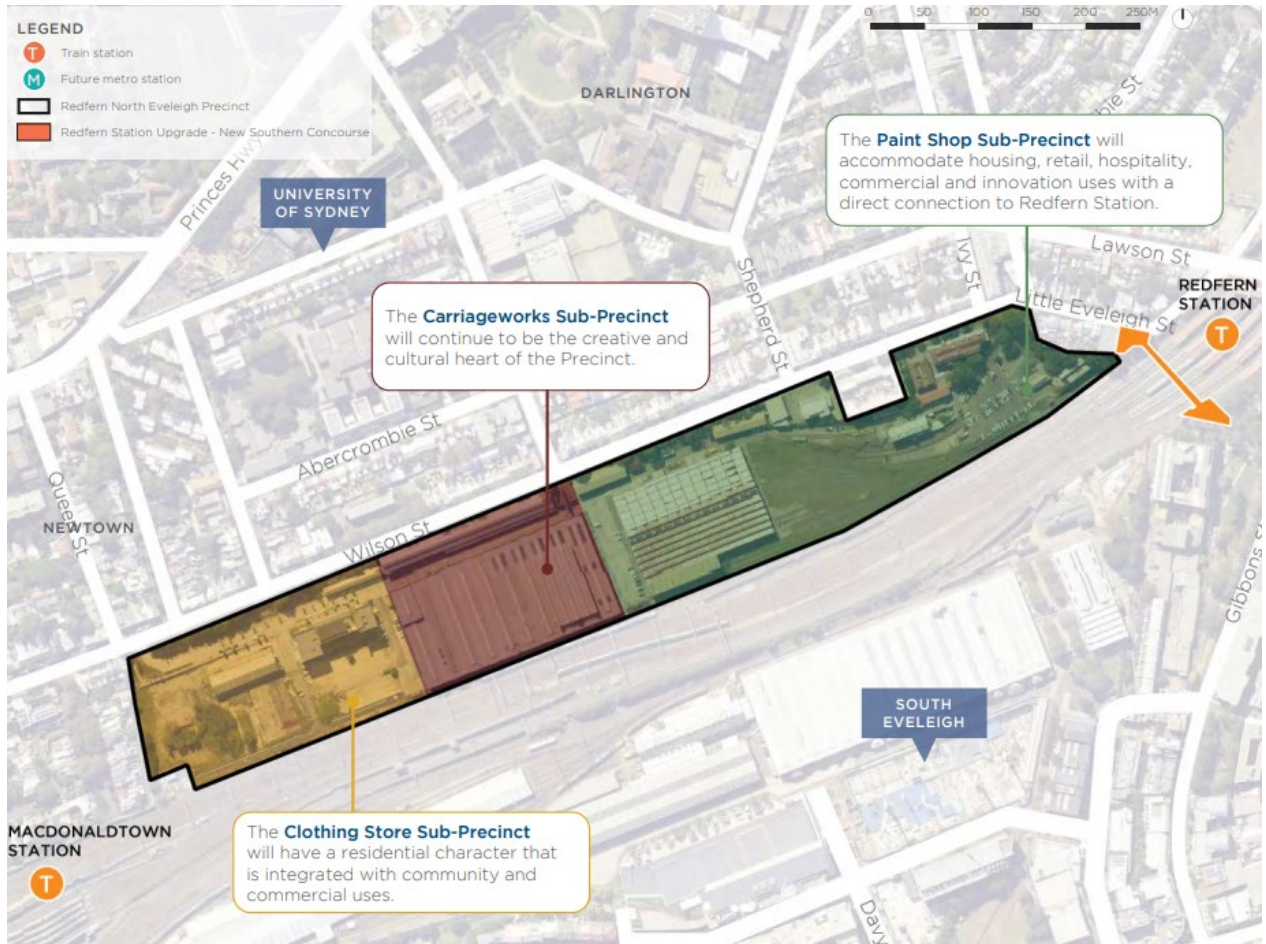 LEGEND
T Train station
M Future metro station
Redfern North Eveleigh Precinct
Redfern Station Upgrade - New Southern Concourse
0 50 100 150 200 250M
DARLINGTON
Princes Hwy
UNIVERSITY
OF SYDNEY
The Paint Shop Sub-Precinct will
accommodate housing, retail, hospitality,
commercial and innovation uses with a
direct connection to Redfern Station.
Ivy St
Lawson St
Shepherd St
REDFERN
STATION
T
Little Eveleigh St
The Carriageworks Sub-Precinct
will continue to be the creative and
cultural heart of the Precinct.
Abercrombie St
Queen St
NEWTOWN
Wilson St
Gibbons St
SOUTH
EVELEIGH
MACDONALDTOWN
STATION
T
The Clothing Store Sub-Precinct
will have a residential character that
is integrated with community and
commercial uses.
Davy